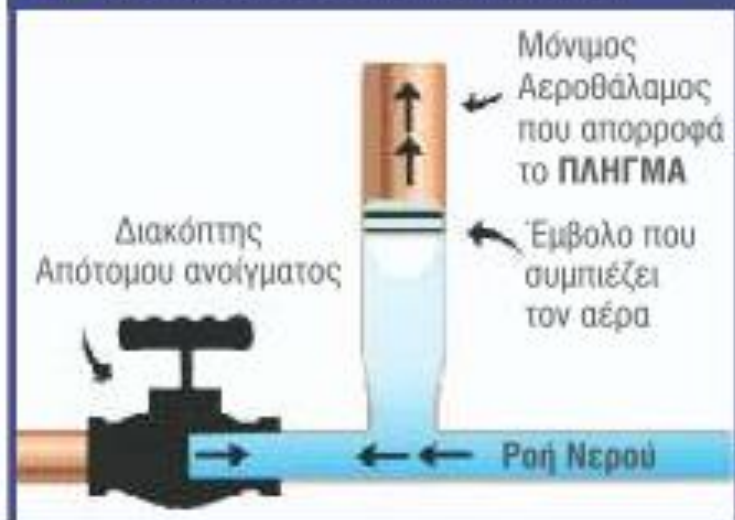 Μόνιμος
Αεροθάλαμος
που απορροφά
το ΠΛΗΓΜΑ
Διακόπτης
Απότομου ανοίγματος
Έμβολο που
συμπιέζει
τον αέρα
Ροή Νερού